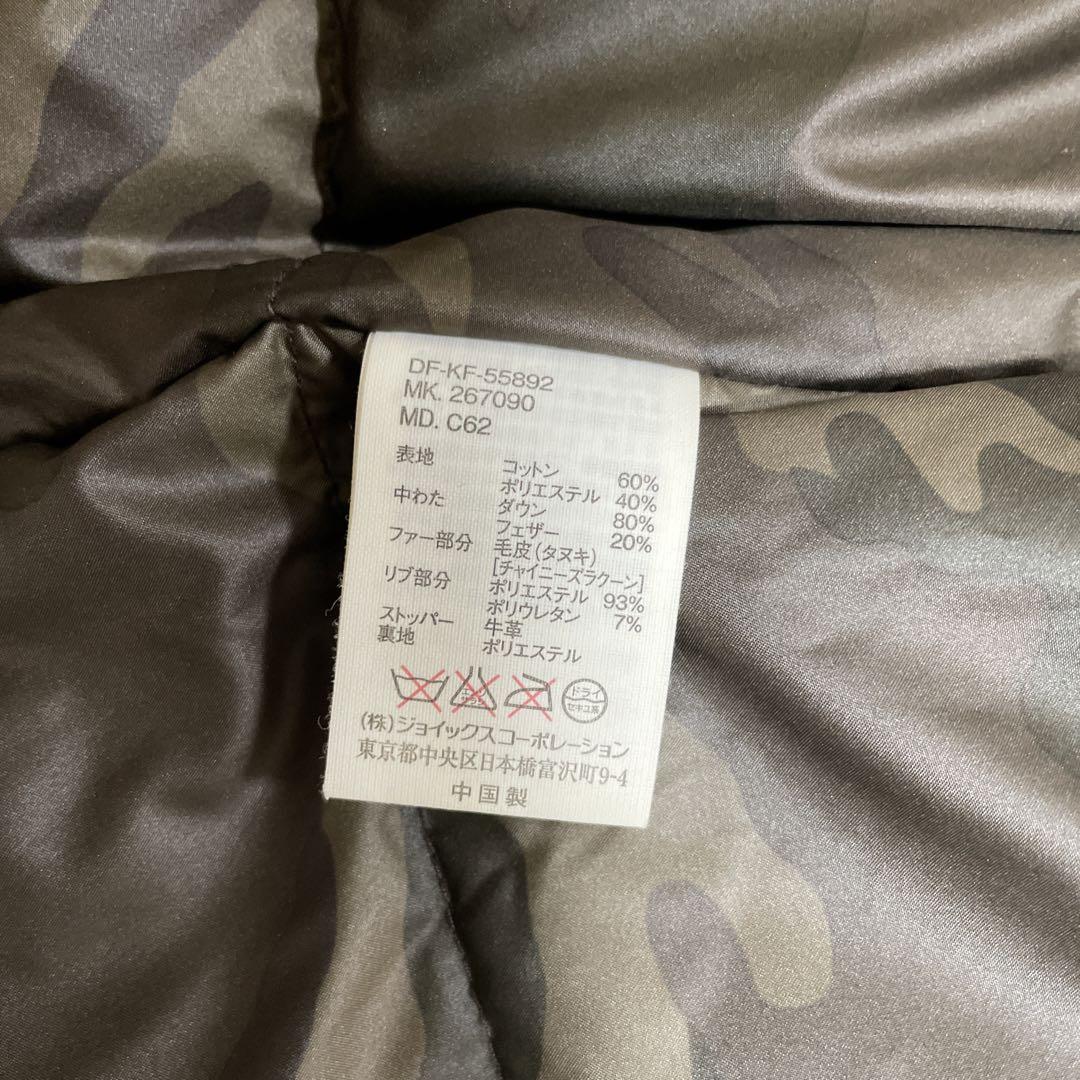 DF-KF-55892
MK. 267090
MD. C62
表地 コットン 60%
ポリエステル 40%
中わた ダウン 80%
フェザー 20%
ファー部分 毛皮(タヌキ)
[チャイニーズラクーン]
リブ部分 ポリエステル 93%
ポリウレタン 7%
ストッパー 牛革
裏地 ポリエステル
ドライ
セキユ系
(株)ジョイックスコーポレーション
東京都中央区日本橋富沢町9-4
中国製